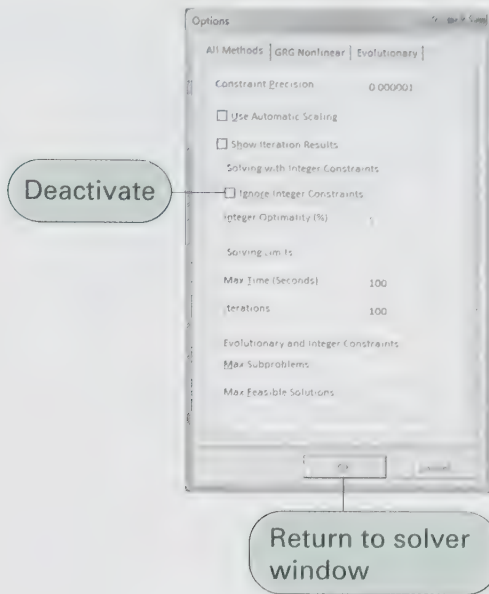 Options
All Methods GRG Nonlinear Evolutionary
Constraint Precision 0.000001
Use Automatic Scaling
Show Iteration Results
Solving with Integer Constraints
Deactivate
Ignore Integer Constraints
Integer Optimality (%)
Solving Limits
Max Time (Seconds) 100
Iterations 100
Evolutionary and Integer Constraints
Max Subproblems
Max Feasible Solutions
Return to solver
window